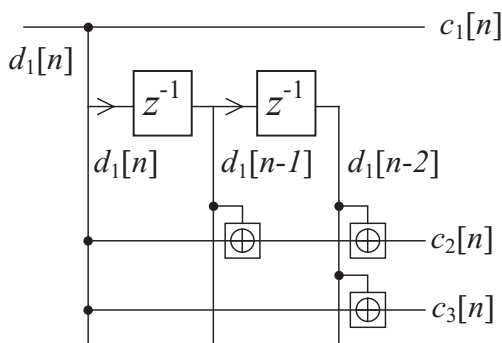 c₁[n]
d₁[n]
z⁻¹ z⁻¹
d₁[n] d₁[n-1] d₁[n-2]
c₂[n]
c₃[n]